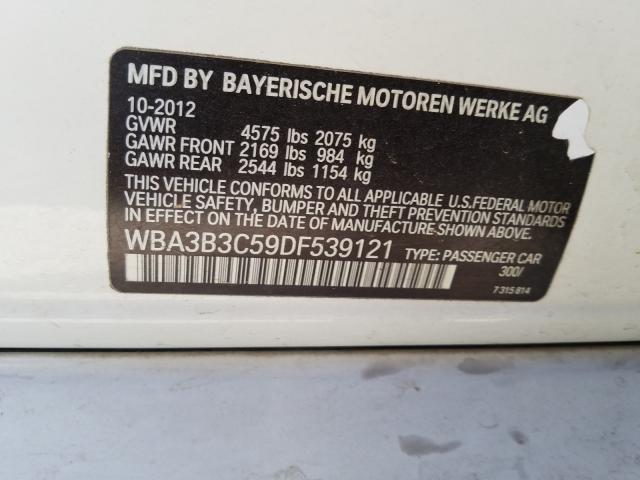 MFD BY BAYERISCHE MOTOREN WERKE AG
10-2012
GVWR 4575 lbs 2075 kg
GAWR FRONT 2169 lbs 984 kg
GAWR REAR 2544 lbs 1154 kg
THIS VEHICLE CONFORMS TO ALL APPLICABLE U.S.FEDERAL MOTOR
VEHICLE SAFETY, BUMPER AND THEFT PREVENTION STANDARDS
IN EFFECT ON THE DATE OF MANUFACTURE SHOWN ABOVE.
WBA3B3C59DF539121 TYPE: PASSENGER CAR
300/
7 315 814